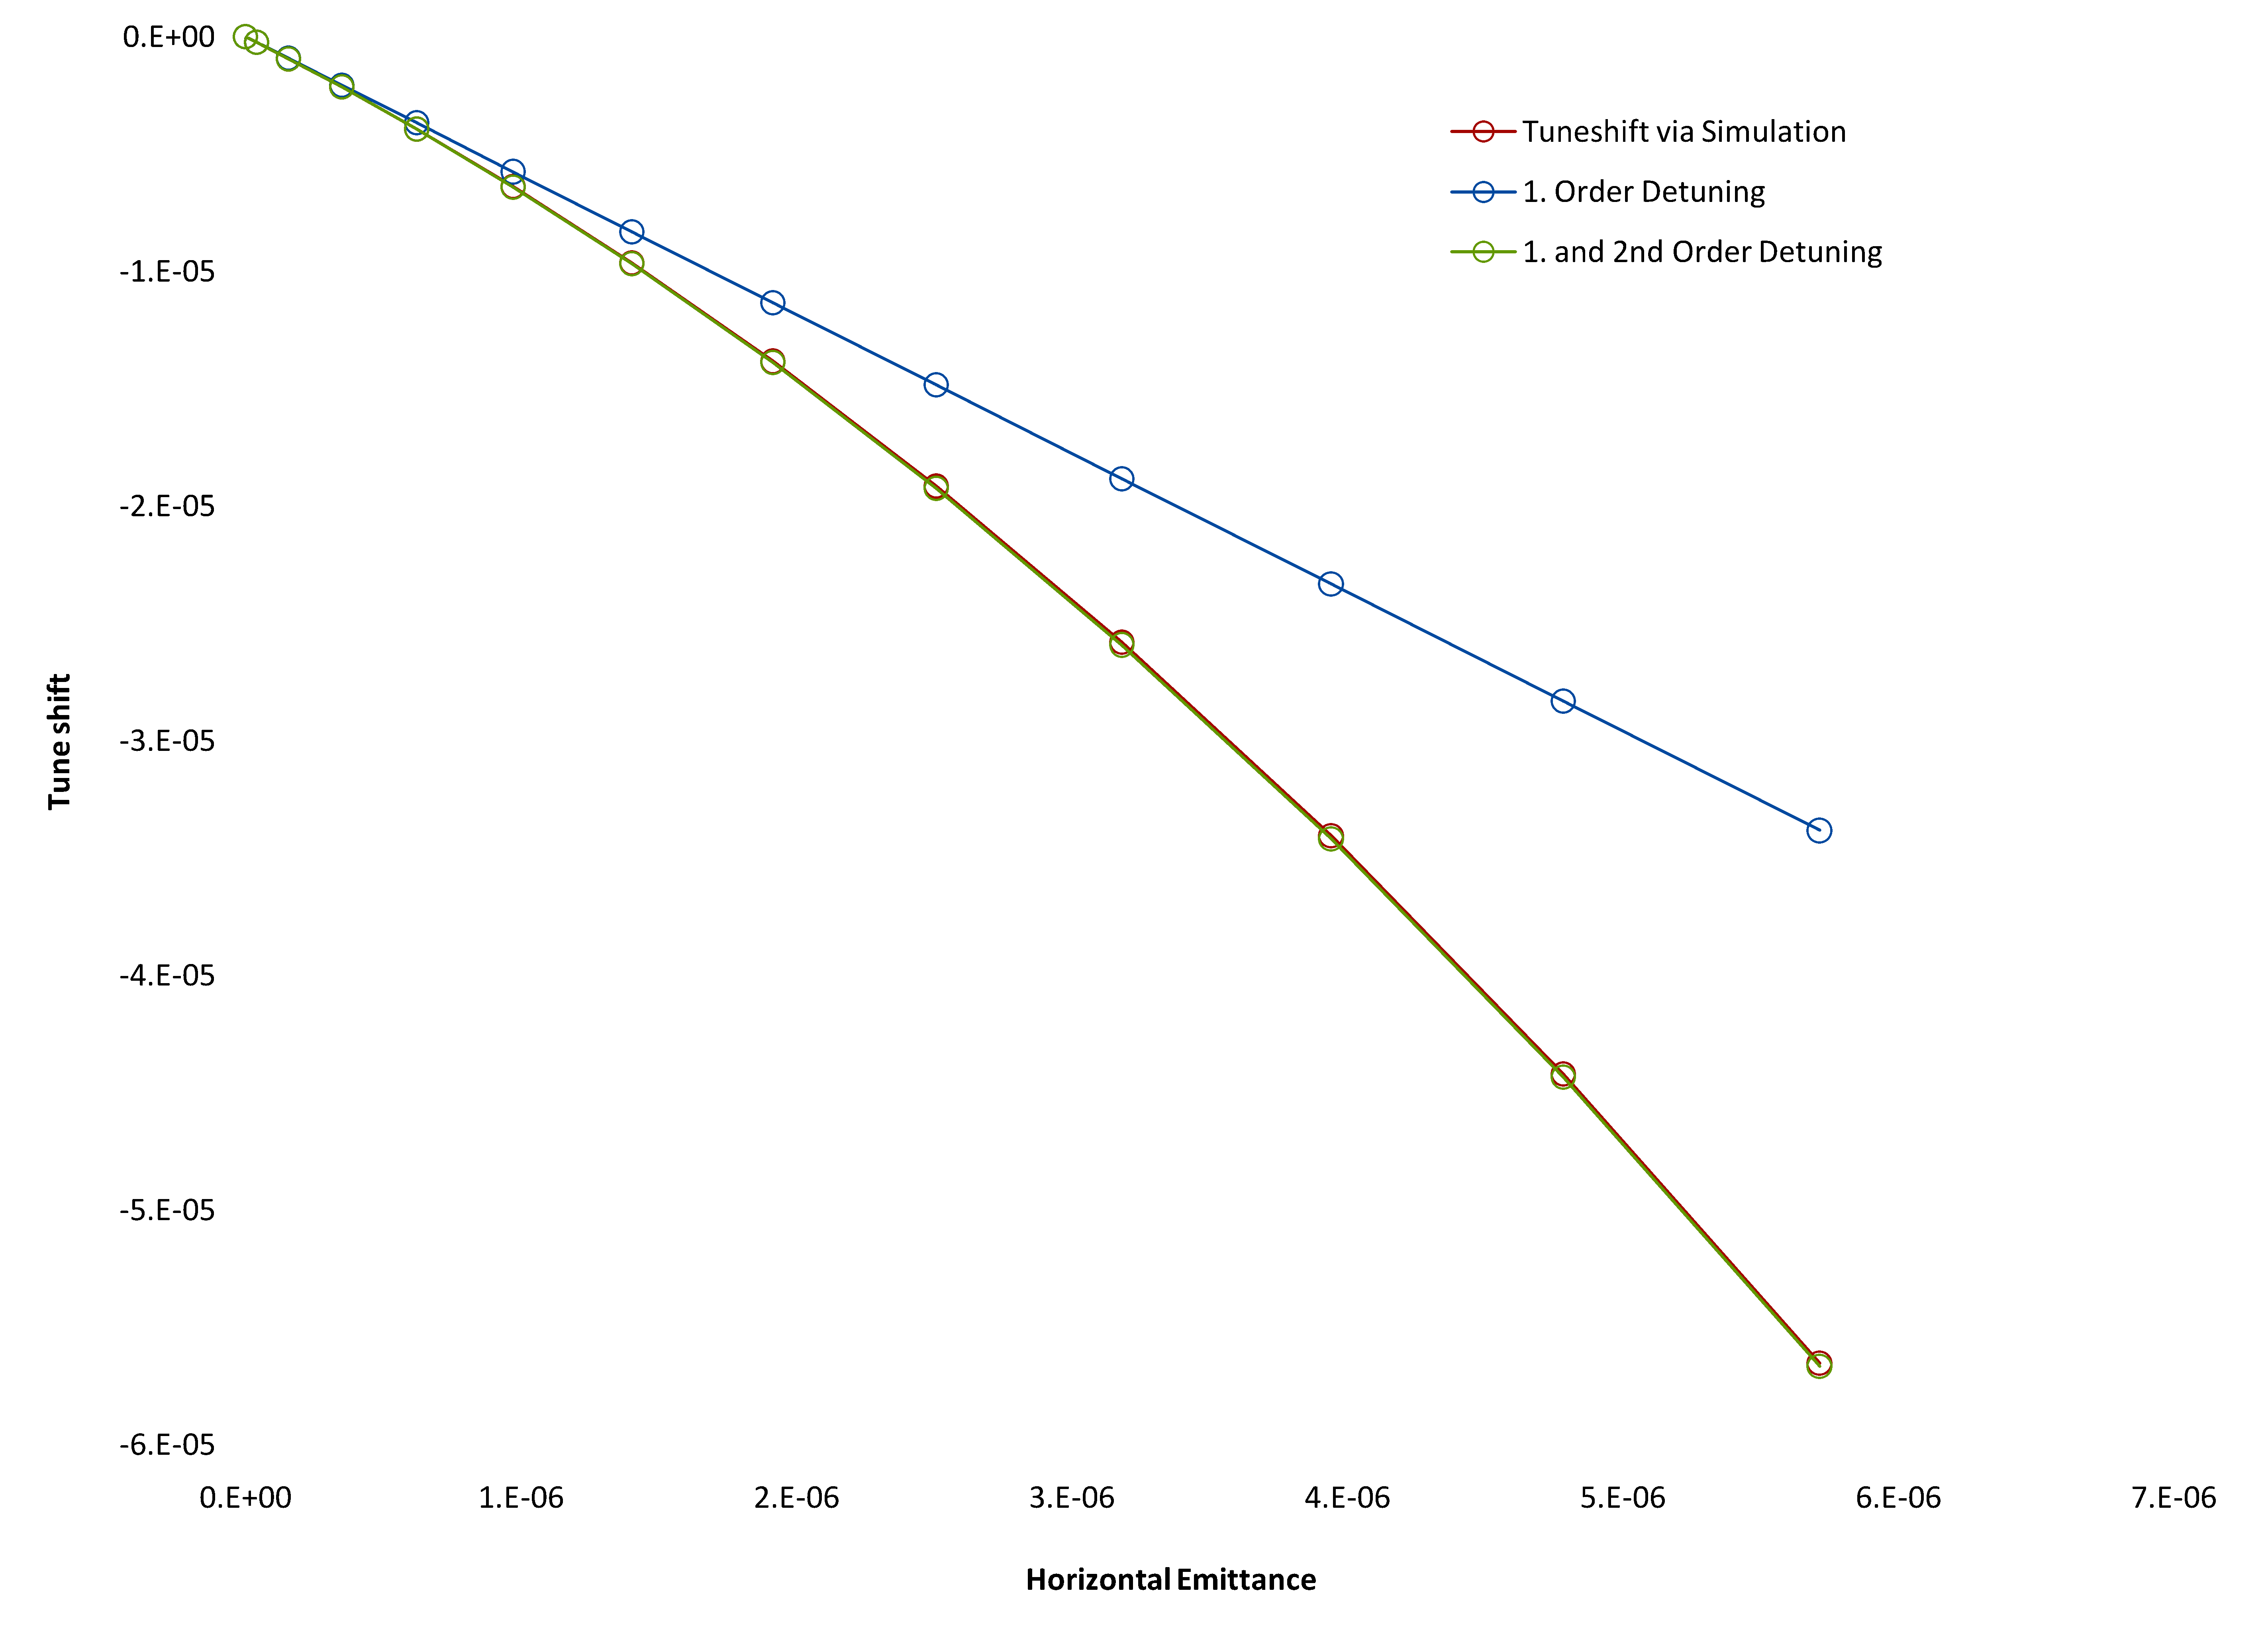 0.E+00
-1.E-05
-2.E-05
-3.E-05
-4.E-05
-5.E-05
-6.E-05
Tune shift
Tuneshift via Simulation
1. Order Detuning
1. and 2nd Order Detuning
0.E+00 1.E-06 2.E-06 3.E-06 4.E-06 5.E-06 6.E-06 7.E-06
Horizontal Emittance